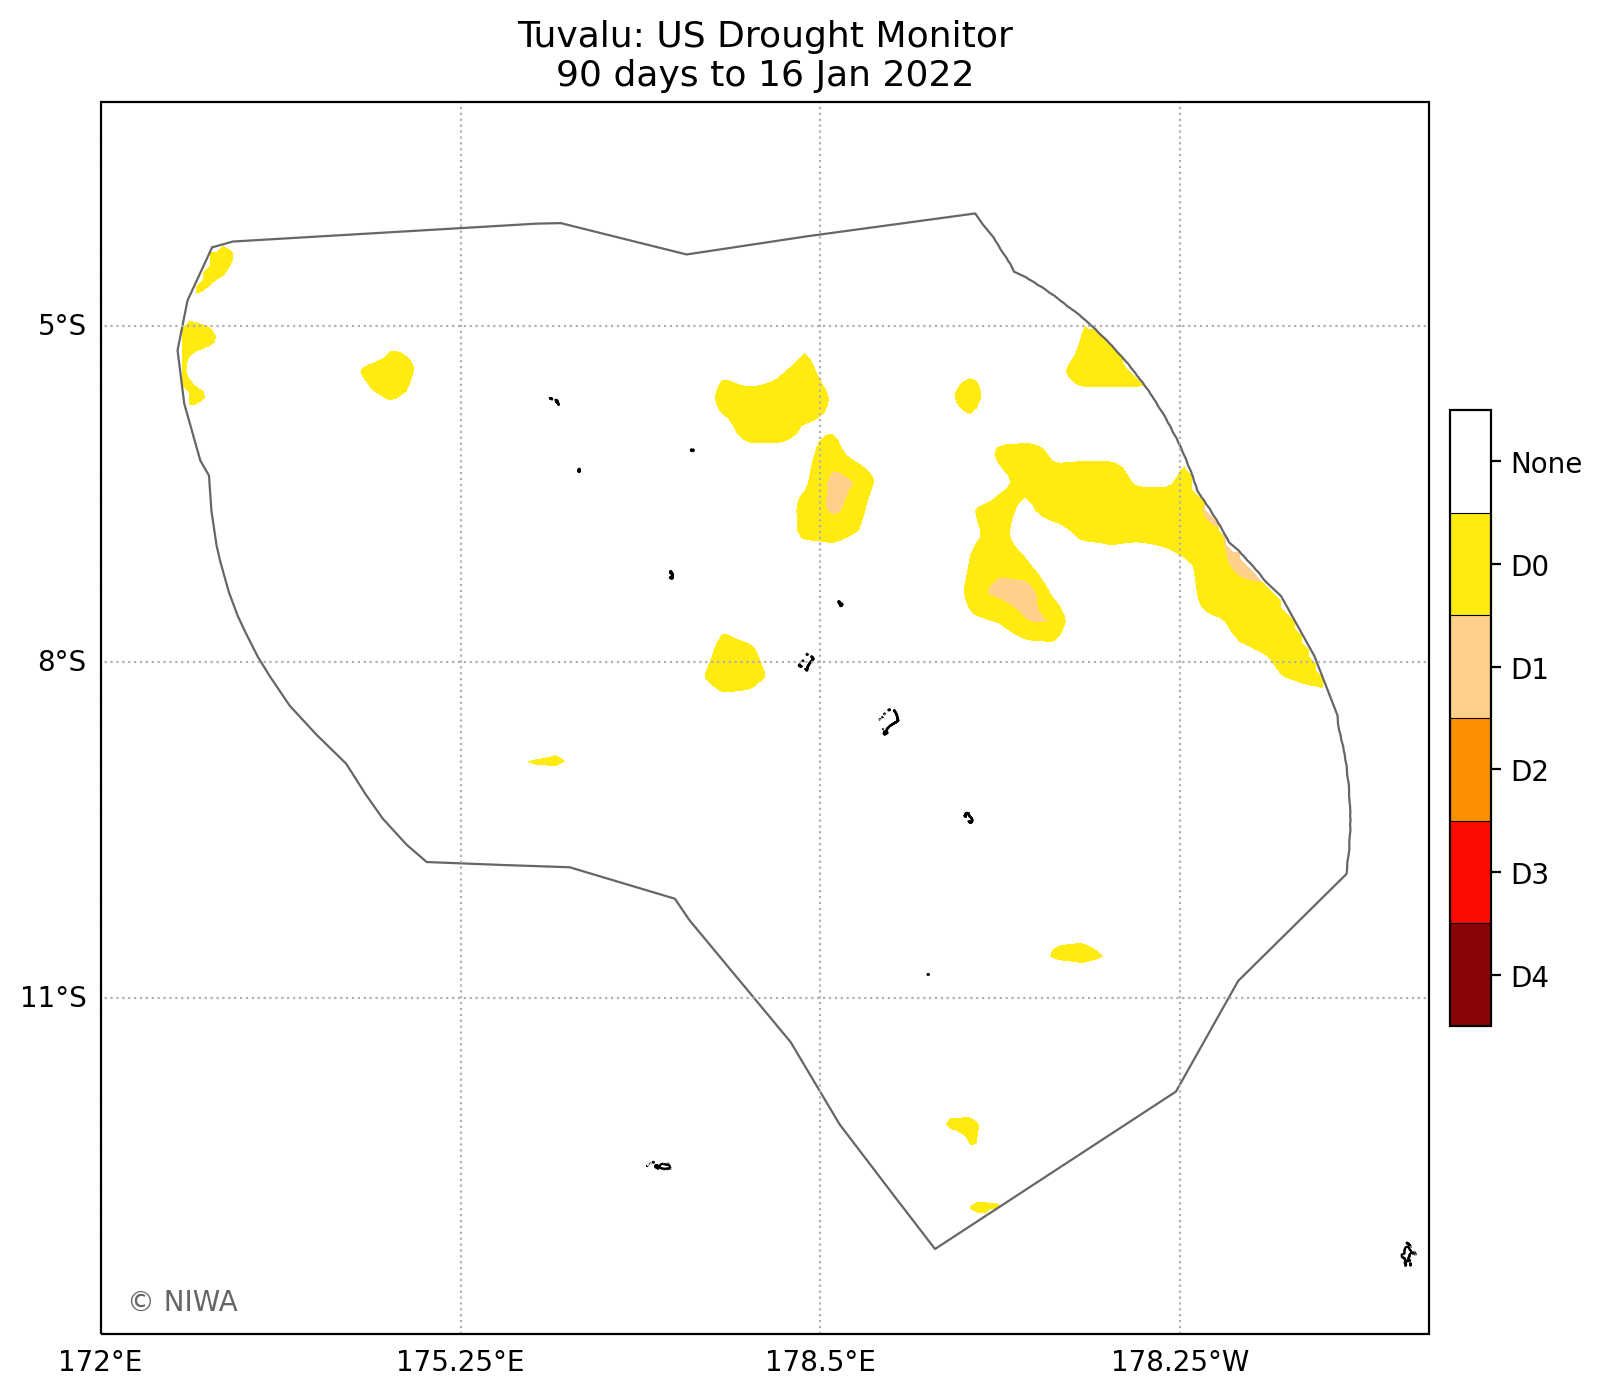 Tuvalu: US Drought Monitor
90 days to 16 Jan 2022
5°S
8°S
11°S
172°E
175.25°E
178.5°E
178.25°W
None
D0
D1
D2
D3
D4
© NIWA